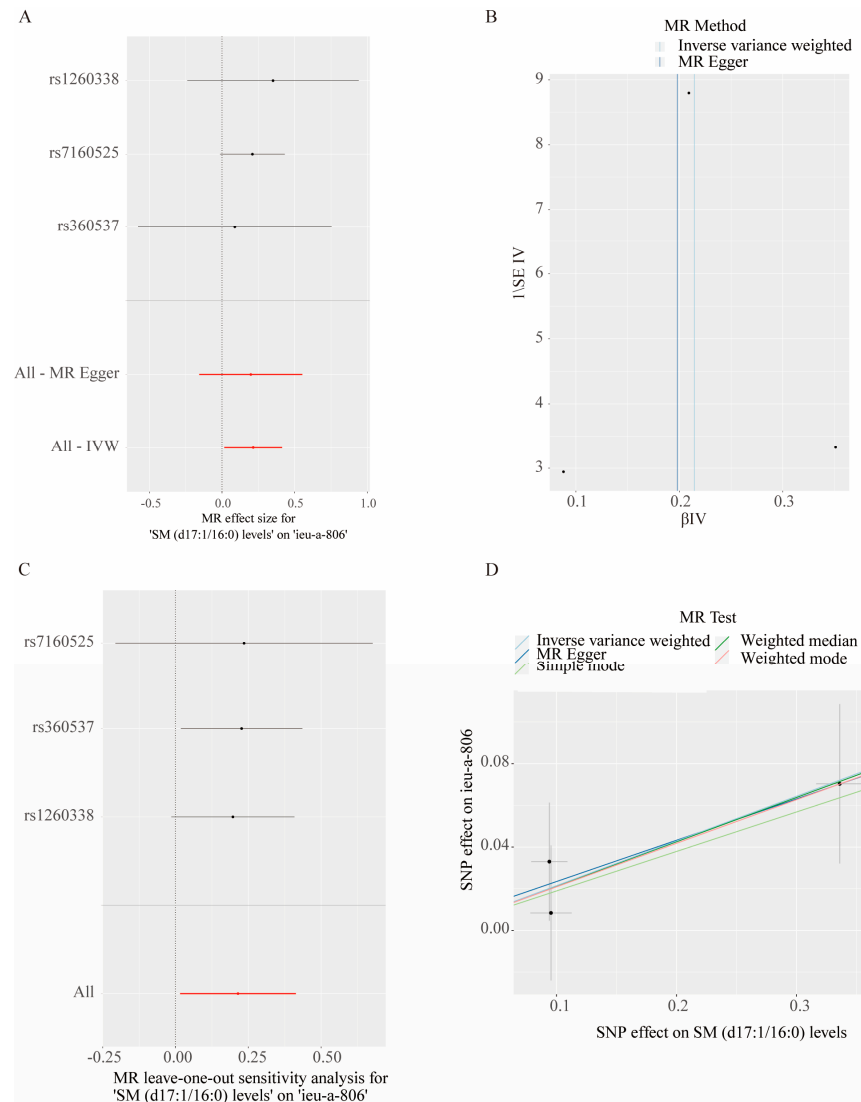 A
rs1260338
rs7160525
rs360537
All - MR Egger
All - IVW
-0.5 0.0 0.5 1.0
MR effect size for
'SM (d17:1/16:0) levels' on 'ieu-a-806'
B
MR Method
Inverse variance weighted
MR Egger
9
8
7
6
5
4
3
1\SE IV
0.1 0.2 0.3
βIV
C
rs7160525
rs360537
rs1260338
All
-0.25 0.00 0.25 0.50
MR leave-one-out sensitivity analysis for
'SM (d17:1/16:0) levels' on 'ieu-a-806'
D
MR Test
Inverse variance weighted Weighted median
MR Egger Weighted mode
Simple mode
0.08
0.04
0.00
SNP effect on ieu-a-806
0.1 0.2 0.3
SNP effect on SM (d17:1/16:0) levels